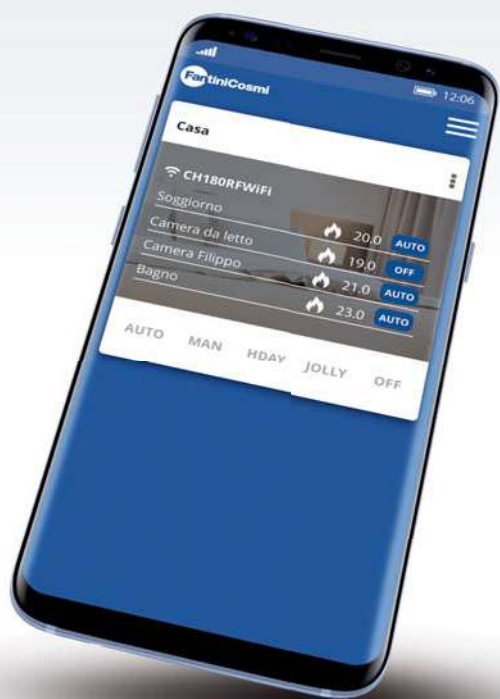 12:06
FantiniCosmi
Casa
CH180RFWiFi
Soggiorno 20.0 AUTO
Camera da letto 19.0 OFF
Camera Filippo 21.0 AUTO
Bagno 23.0 AUTO
AUTO MAN HDAY JOLLY OFF